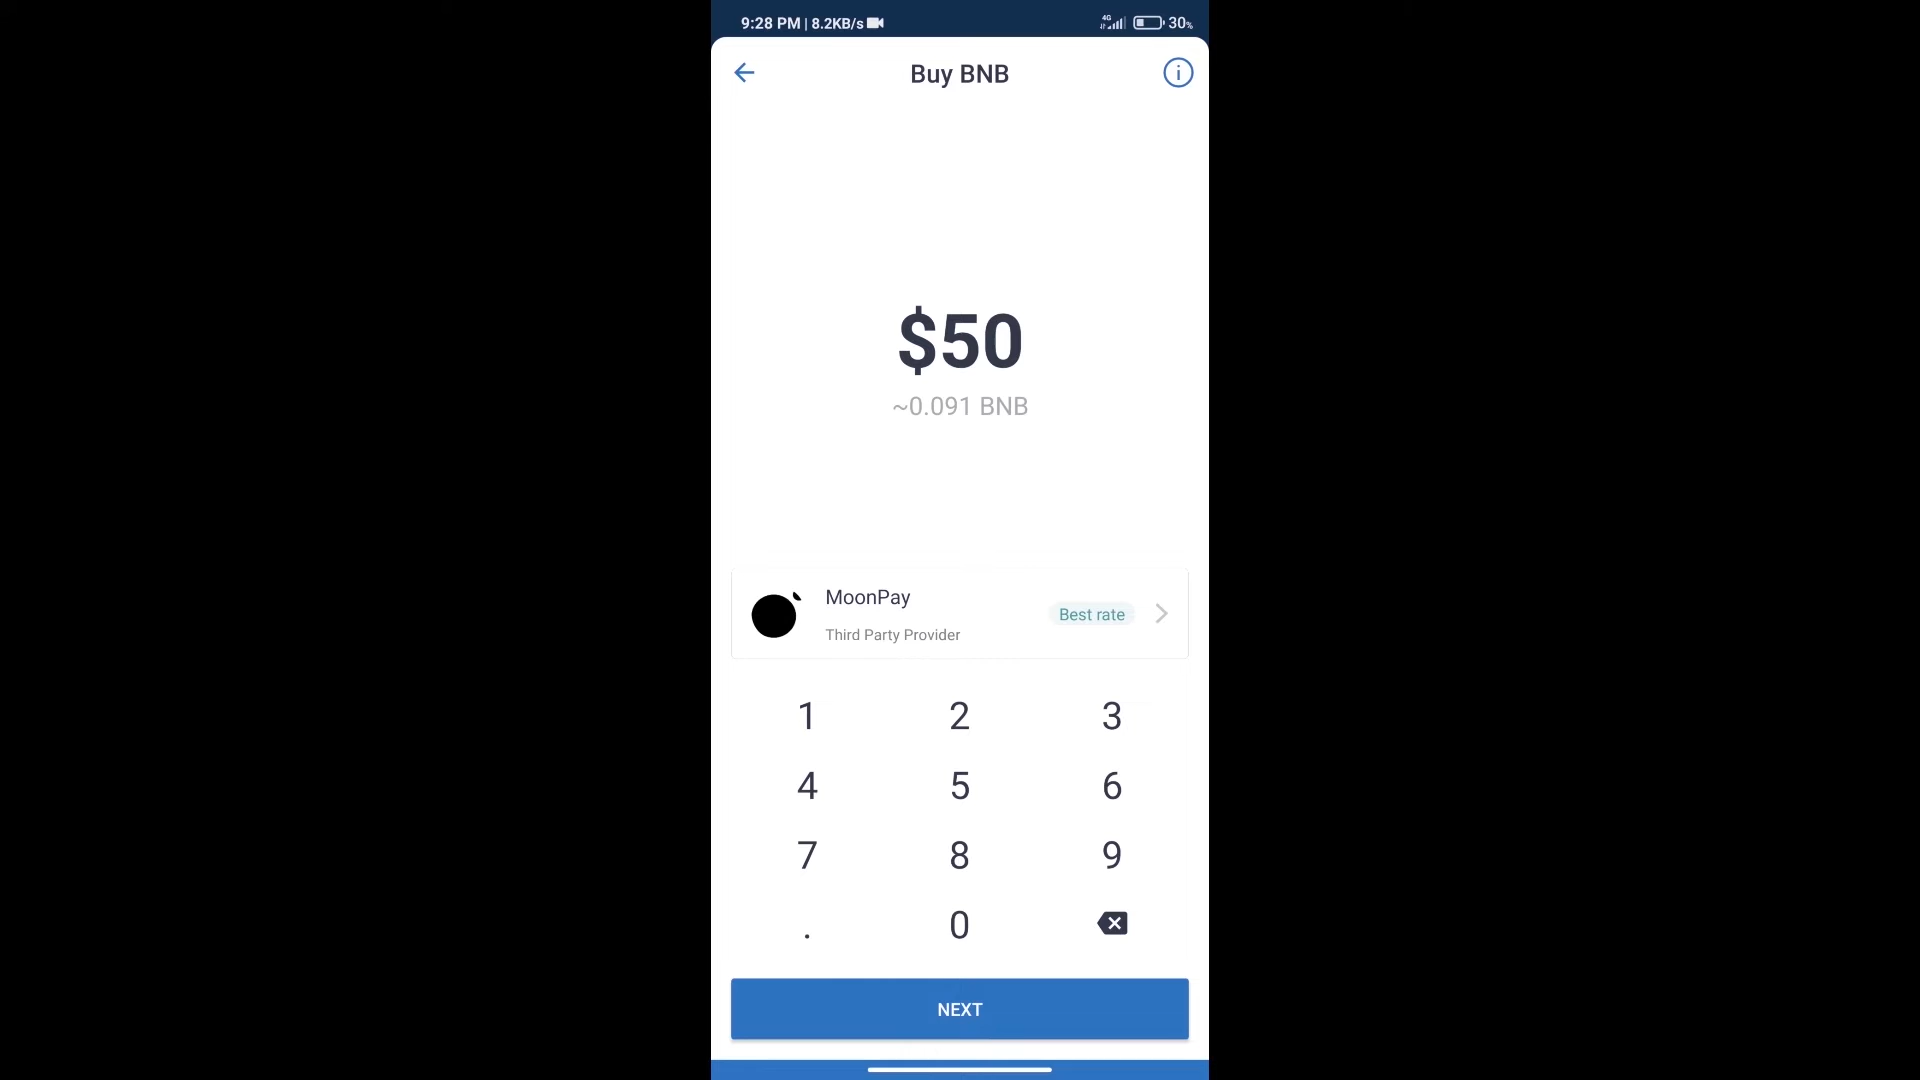 9:28 PM | 8.2KB/s 4G 30%
Buy BNB
$50
~0.091 BNB
MoonPay
Third Party Provider
Best rate
1 2 3
4 5 6
7 8 9
. 0
NEXT